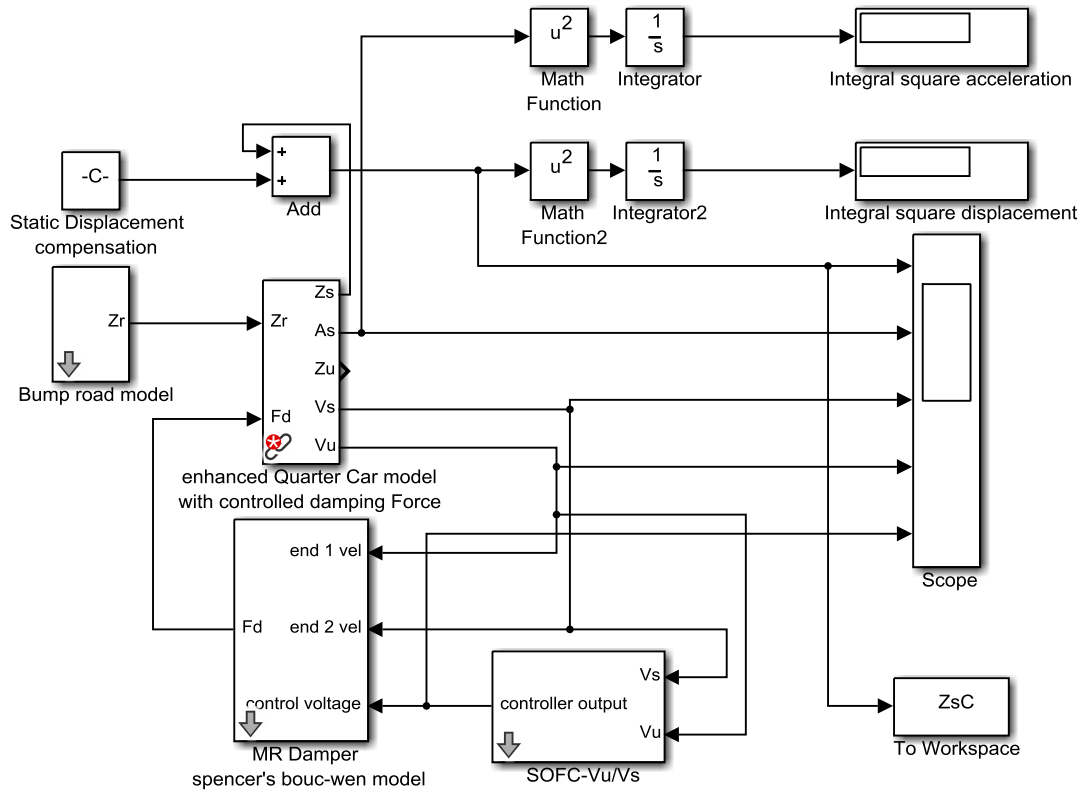 u2
1
s
Math
Function
Integrator
Integral square acceleration
-C-
Static Displacement
compensation
+
+
Add
u2
1
s
Math
Function2
Integrator2
Integral square displacement
Zr
Bump road model
Zr
Fd
Zs
As
Zu
Vs
Vu
enhanced Quarter Car model
with controlled damping Force
Scope
end 1 vel
Fd
end 2 vel
control voltage
MR Damper
spencer's bouc-wen model
Vs
controller output
Vu
SOFC-Vu/Vs
ZsC
To Workspace